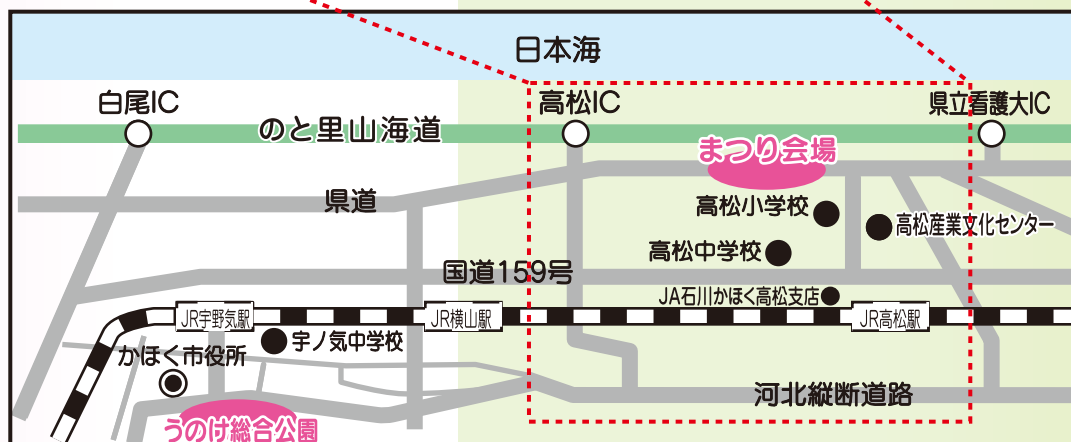 日本海
白尾IC
高松IC
県立看護大IC
のと里山海道
まつり会場
県道
高松小学校
高松産業文化センター
高松中学校
国道159号
JA石川かほく高松支店
JR宇野気駅
JR横山駅
JR高松駅
宇ノ気中学校
かほく市役所
河北縦断道路
うのけ総合公園